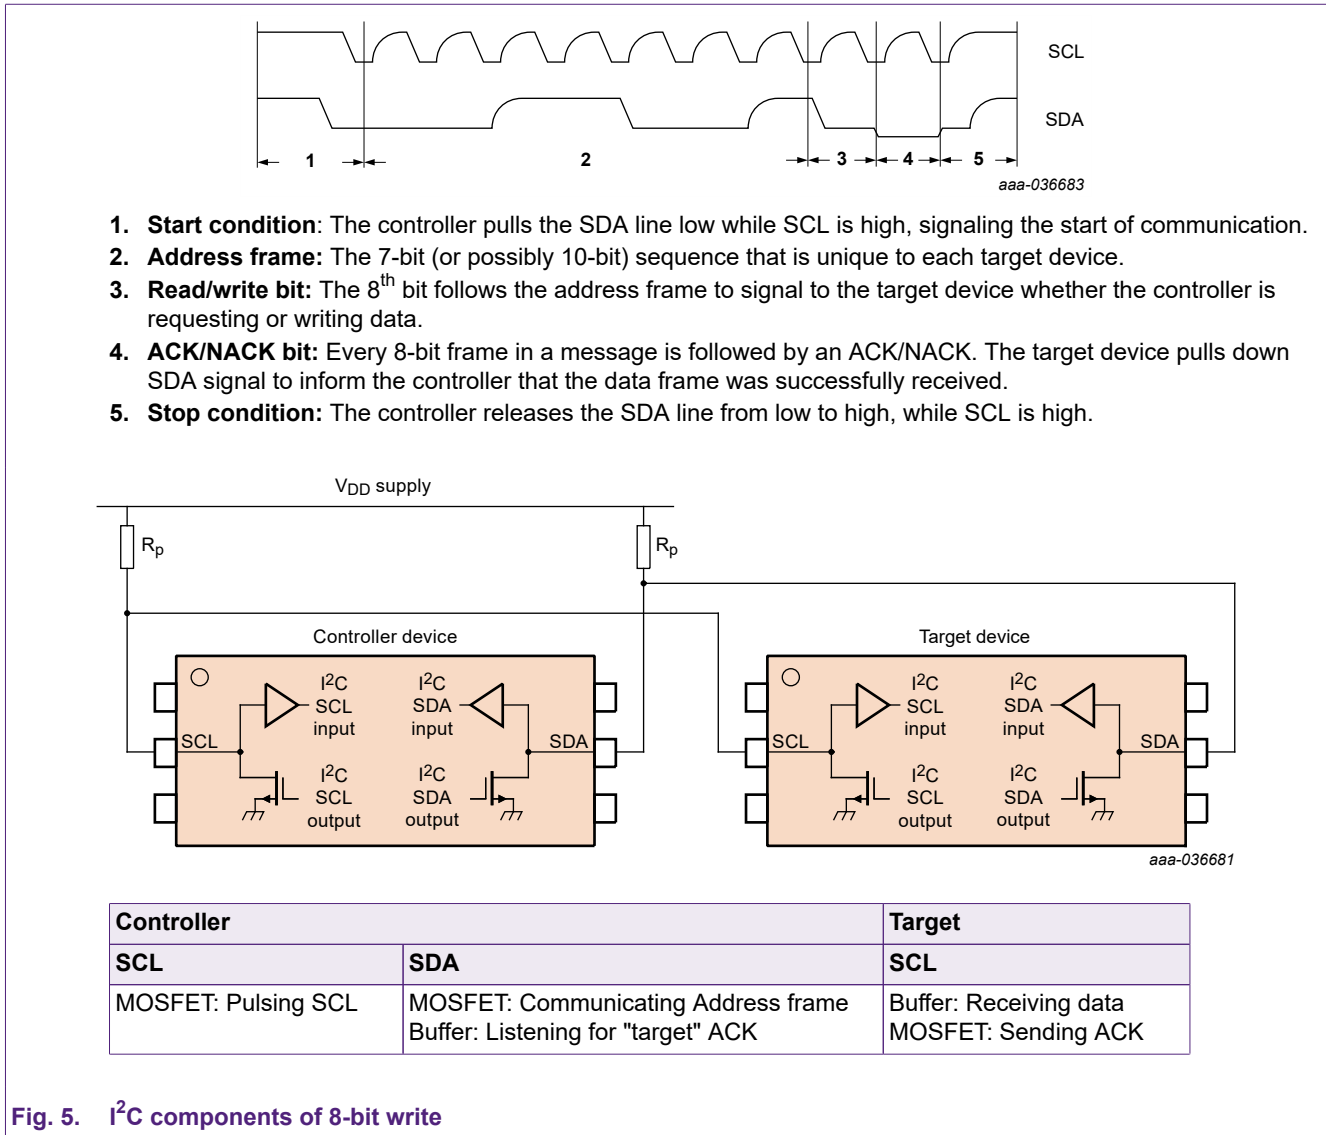 SCL
SDA
1 2 3 4 5
aaa-036683
1. Start condition: The controller pulls the SDA line low while SCL is high, signaling the start of communication.
2. Address frame: The 7-bit (or possibly 10-bit) sequence that is unique to each target device.
3. Read/write bit: The 8th bit follows the address frame to signal to the target device whether the controller is
requesting or writing data.
4. ACK/NACK bit: Every 8-bit frame in a message is followed by an ACK/NACK. The target device pulls down
SDA signal to inform the controller that the data frame was successfully received.
5. Stop condition: The controller releases the SDA line from low to high, while SCL is high.
VDD supply
Rp
Rp
Controller device
I2C
SCL
input
I2C
SDA
input
SCL
SDA
I2C
SCL
output
I2C
SDA
output
Target device
I2C
SCL
input
I2C
SDA
input
SCL
SDA
I2C
SCL
output
I2C
SDA
output
aaa-036681
Controller Target
SCL SDA SCL
MOSFET: Pulsing SCL MOSFET: Communicating Address frame Buffer: Receiving data
Buffer: Listening for "target" ACK MOSFET: Sending ACK
Fig. 5. I2C components of 8-bit write